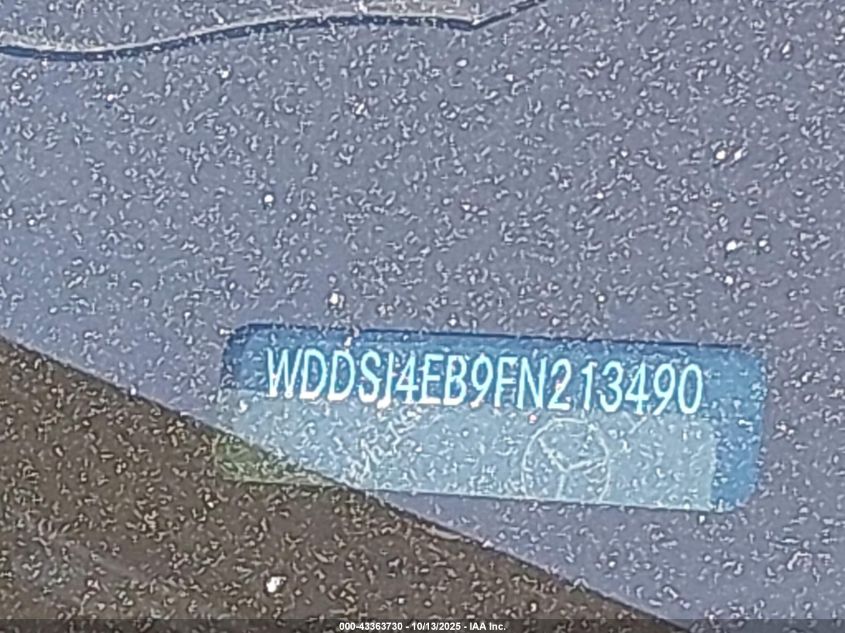 WDDSJ4EB9FN213490
000-43363730 - 10/13/2025 - IAA Inc.